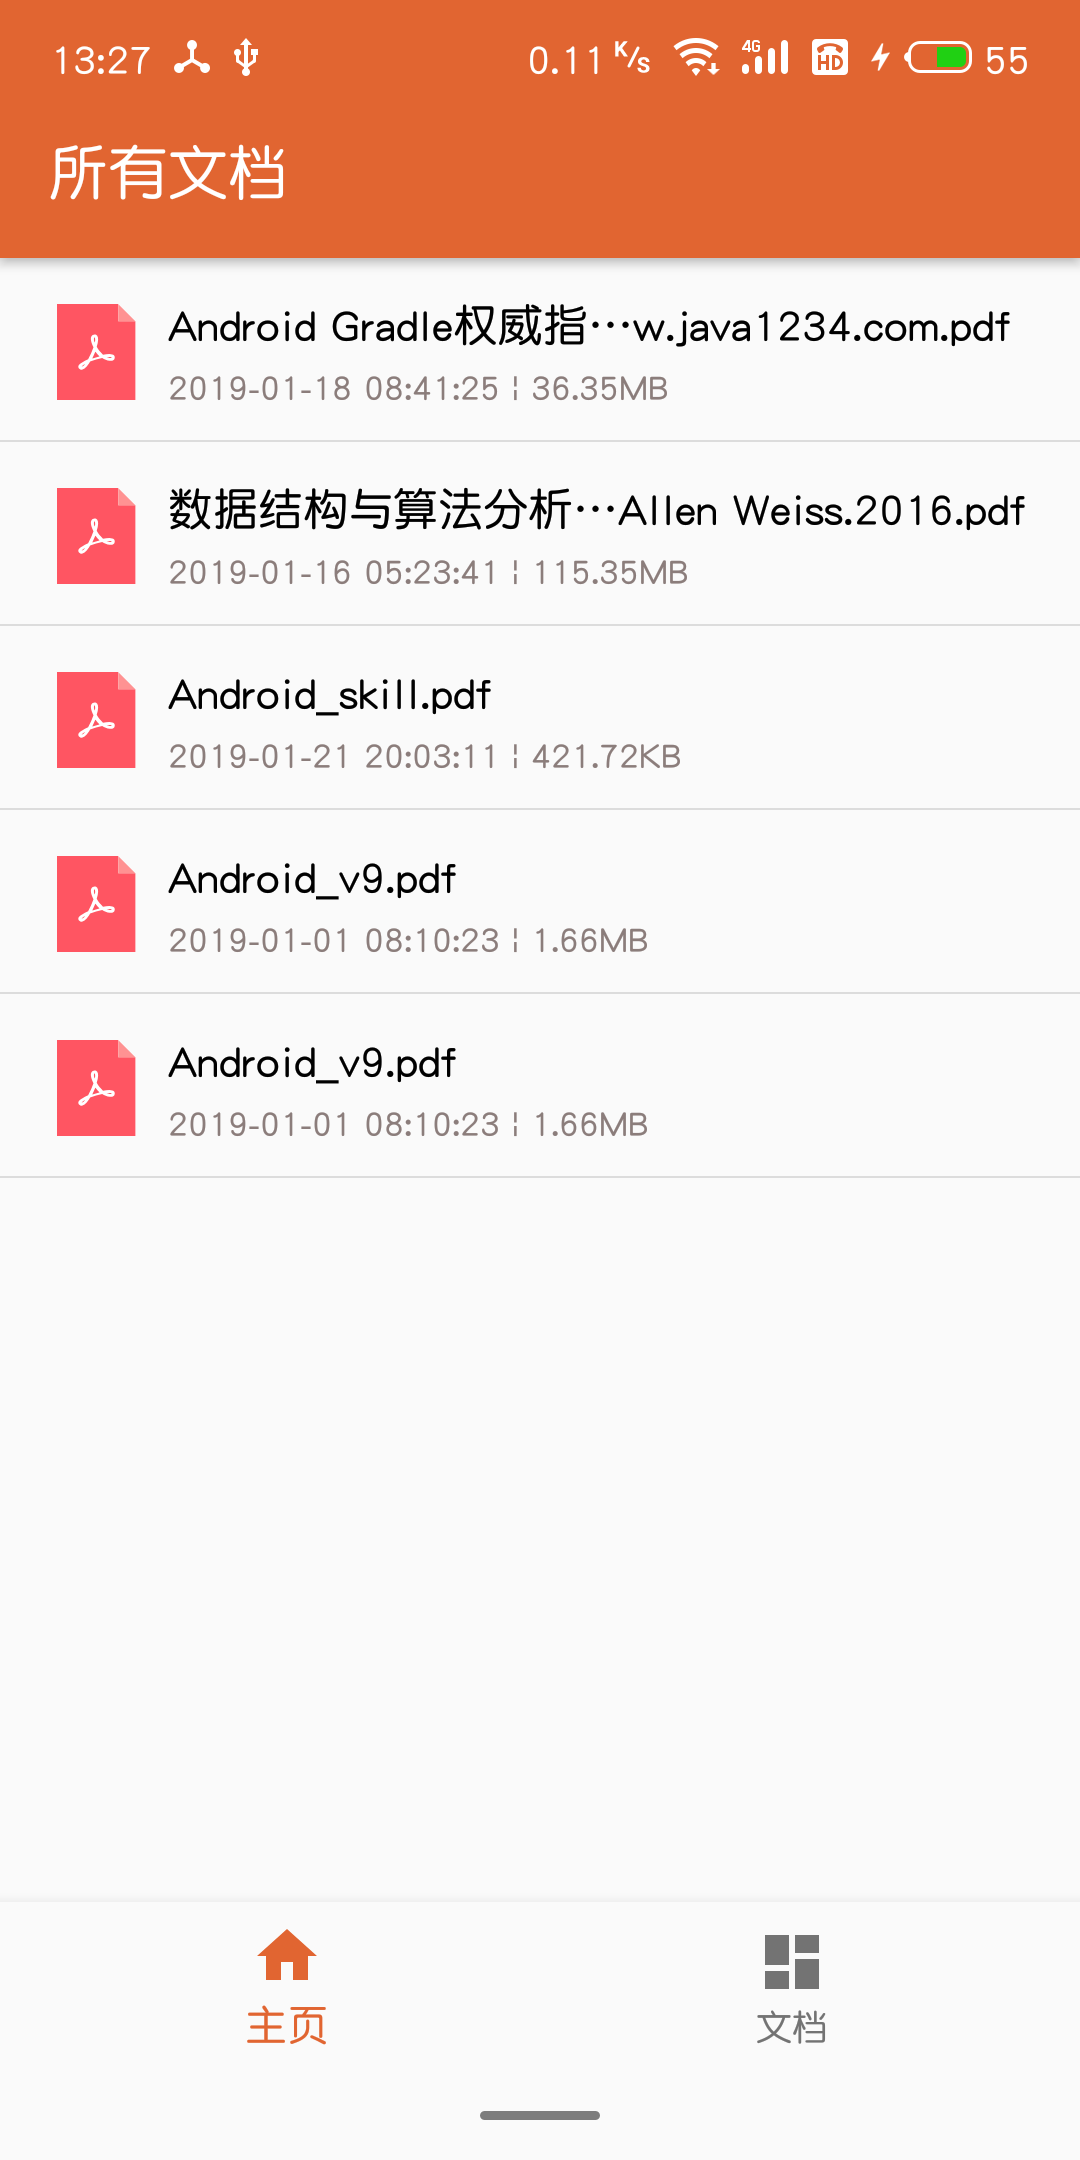 13:27 0.11 K/s 4G HD 55
所有文档
Android Gradle权威指…w.java1234.com.pdf
2019-01-18 08:41:25 ¦ 36.35MB
数据结构与算法分析…Allen Weiss.2016.pdf
2019-01-16 05:23:41 ¦ 115.35MB
Android_skill.pdf
2019-01-21 20:03:11 ¦ 421.72KB
Android_v9.pdf
2019-01-01 08:10:23 ¦ 1.66MB
Android_v9.pdf
2019-01-01 08:10:23 ¦ 1.66MB
主页 文档